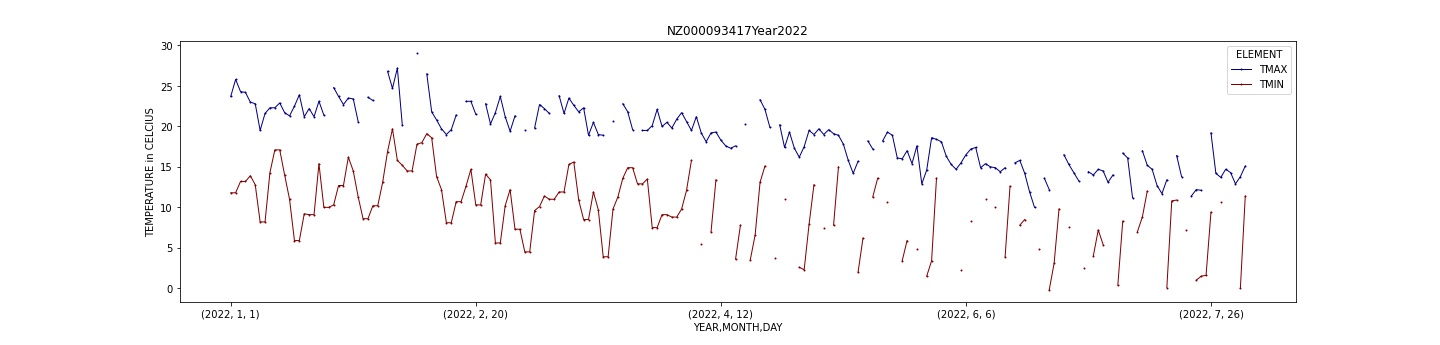 NZ000093417Year2022
TEMPERATURE in CELCIUS
30
25
20
15
10
5
0
ELEMENT
TMAX
TMIN
(2022, 1, 1)
(2022, 2, 20)
(2022, 4, 12)
(2022, 6, 6)
(2022, 7, 26)
YEAR,MONTH,DAY